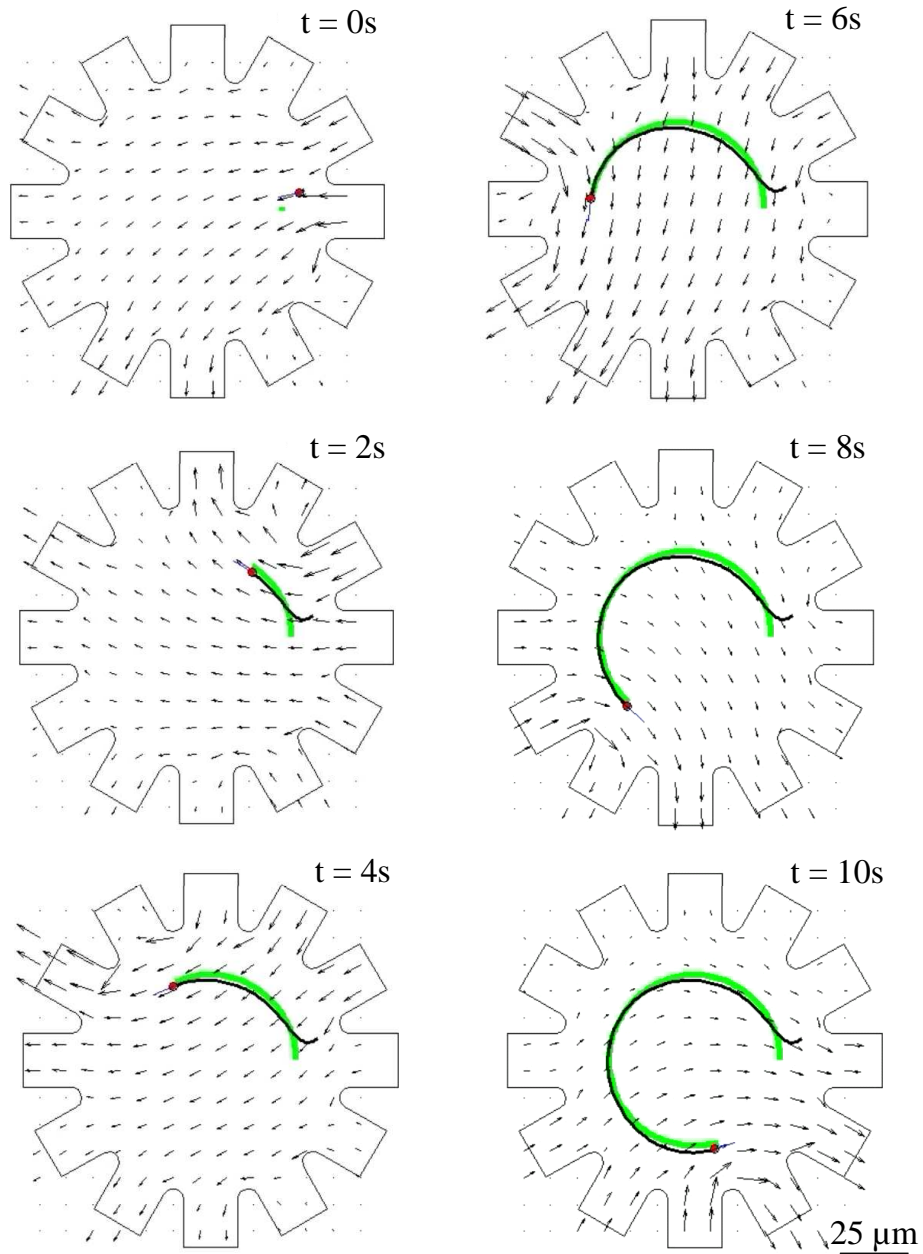 t = 0s
t = 6s
t = 2s
t = 8s
t = 4s
t = 10s
25 µm